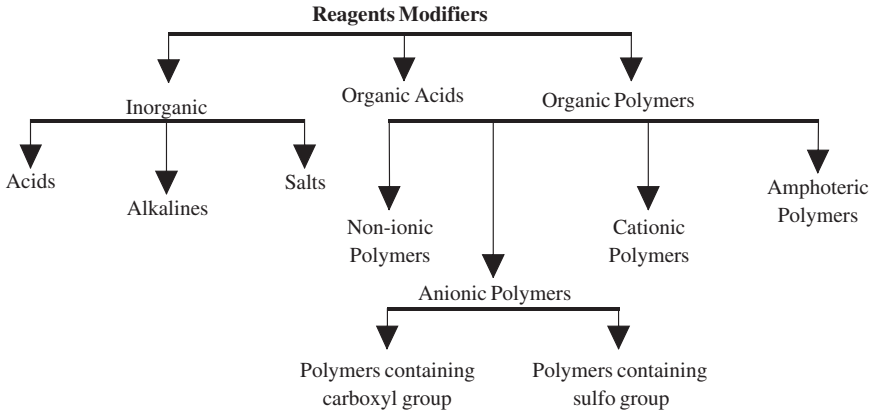 Reagents Modifiers
Inorganic
Organic Acids
Organic Polymers
Acids
Alkalines
Salts
Non-ionic
Polymers
Cationic
Polymers
Amphoteric
Polymers
Anionic Polymers
Polymers containing
carboxyl group
Polymers containing
sulfo group